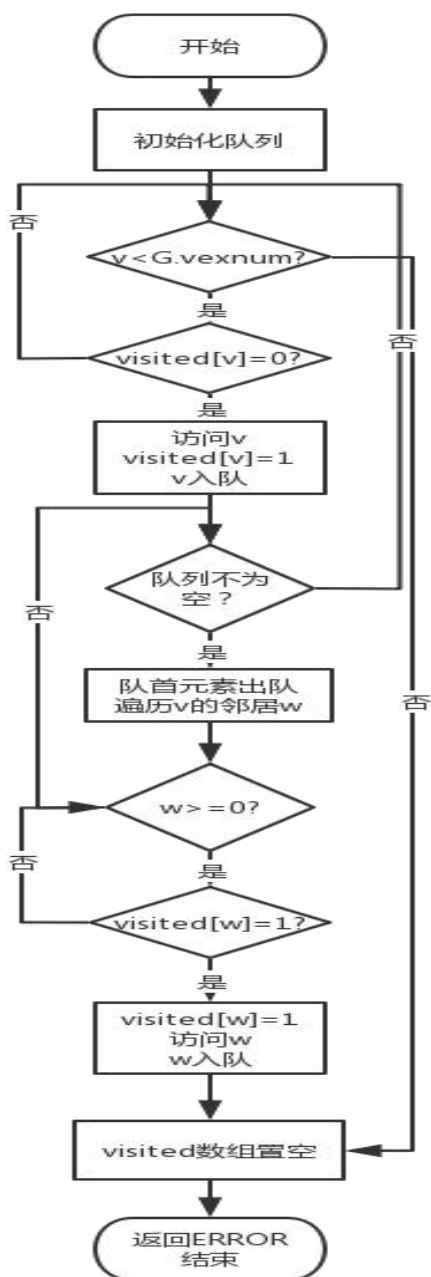 开始
初始化队列
否
v<G.vexnum?
是
否
visited[v]=0?
是
访问v
visited[v]=1
v入队
队列不为
空？
否
是
队首元素出队
遍历v的邻居w
否
w>=0?
否
是
visited[w]=1?
是
visited[w]=1
访问w
w入队
visited数组置空
返回ERROR
结束